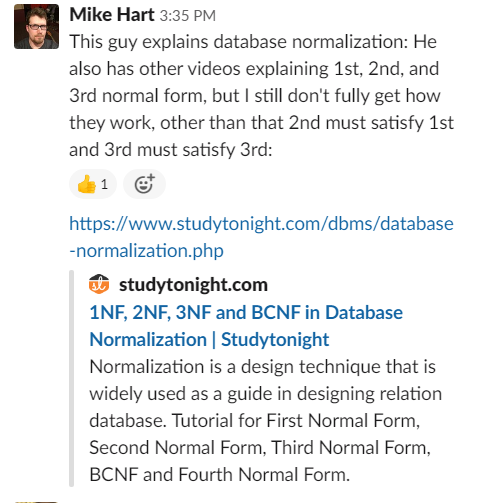 Mike Hart 3:35 PM
This guy explains database normalization: He
also has other videos explaining 1st, 2nd, and
3rd normal form, but I still don't fully get how
they work, other than that 2nd must satisfy 1st
and 3rd must satisfy 3rd:
👍 1
https://www.studytonight.com/dbms/database
-normalization.php
st studytonight.com
1NF, 2NF, 3NF and BCNF in Database
Normalization | Studytonight
Normalization is a design technique that is
widely used as a guide in designing relation
database. Tutorial for First Normal Form,
Second Normal Form, Third Normal Form,
BCNF and Fourth Normal Form.